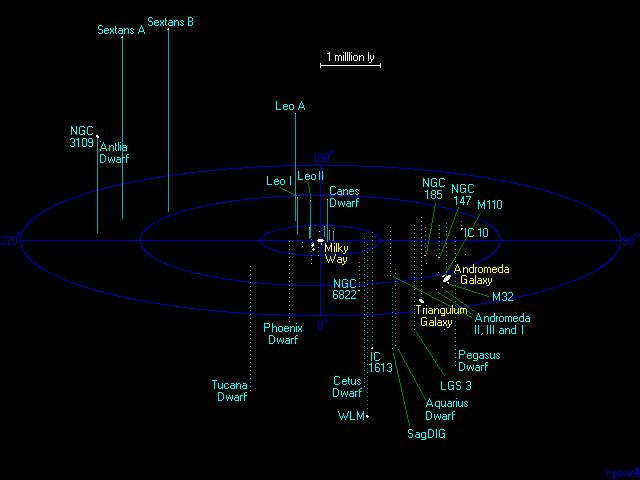 Sextans A
Sextans B
1 milllion ly
Leo A
NGC
3109
Antlia
Dwarf
180°
Leo I
Leo II
Canes
Dwarf
NGC
185
NGC
147
M110
IC 10
270°
90°
Milky
Way
Andromeda
Galaxy
NGC
6822
M32
Triangulum
Galaxy
Andromeda
II, III and I
0°
Phoenix
Dwarf
IC
1613
Pegasus
Dwarf
Tucana
Dwarf
Cetus
Dwarf
LGS 3
WLM
Aquarius
Dwarf
SagDIG
r powell